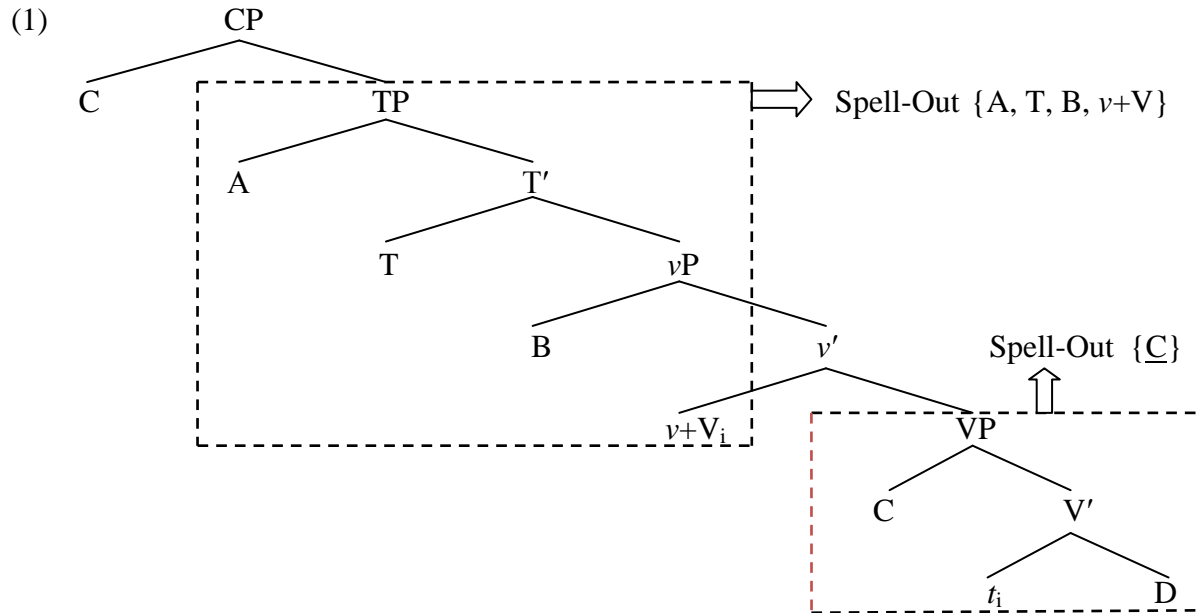 (1) CP
C TP Spell-Out {A, T, B, v+V}
A T′
T vP
B v′ Spell-Out {C}
v+Vi VP
C V′
ti D